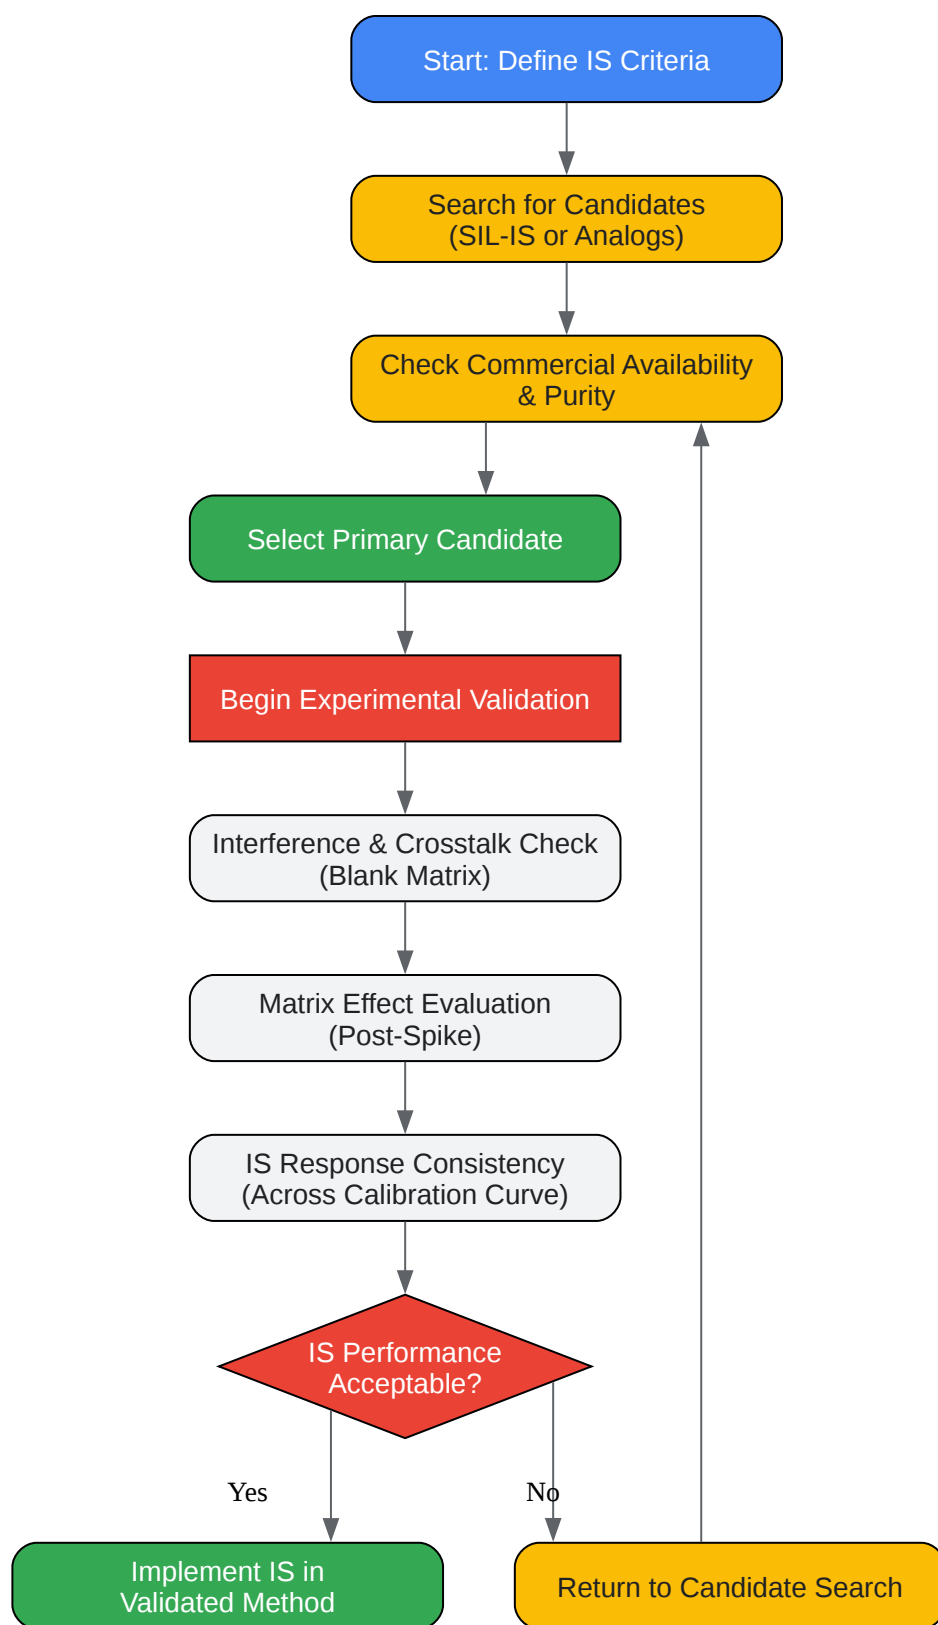 Start: Define IS Criteria
Search for Candidates
(SIL-IS or Analogs)
Check Commercial Availability
& Purity
Select Primary Candidate
Begin Experimental Validation
Interference & Crosstalk Check
(Blank Matrix)
Matrix Effect Evaluation
(Post-Spike)
IS Response Consistency
(Across Calibration Curve)
IS Performance
Acceptable?
Yes
No
Implement IS in
Validated Method
Return to Candidate Search